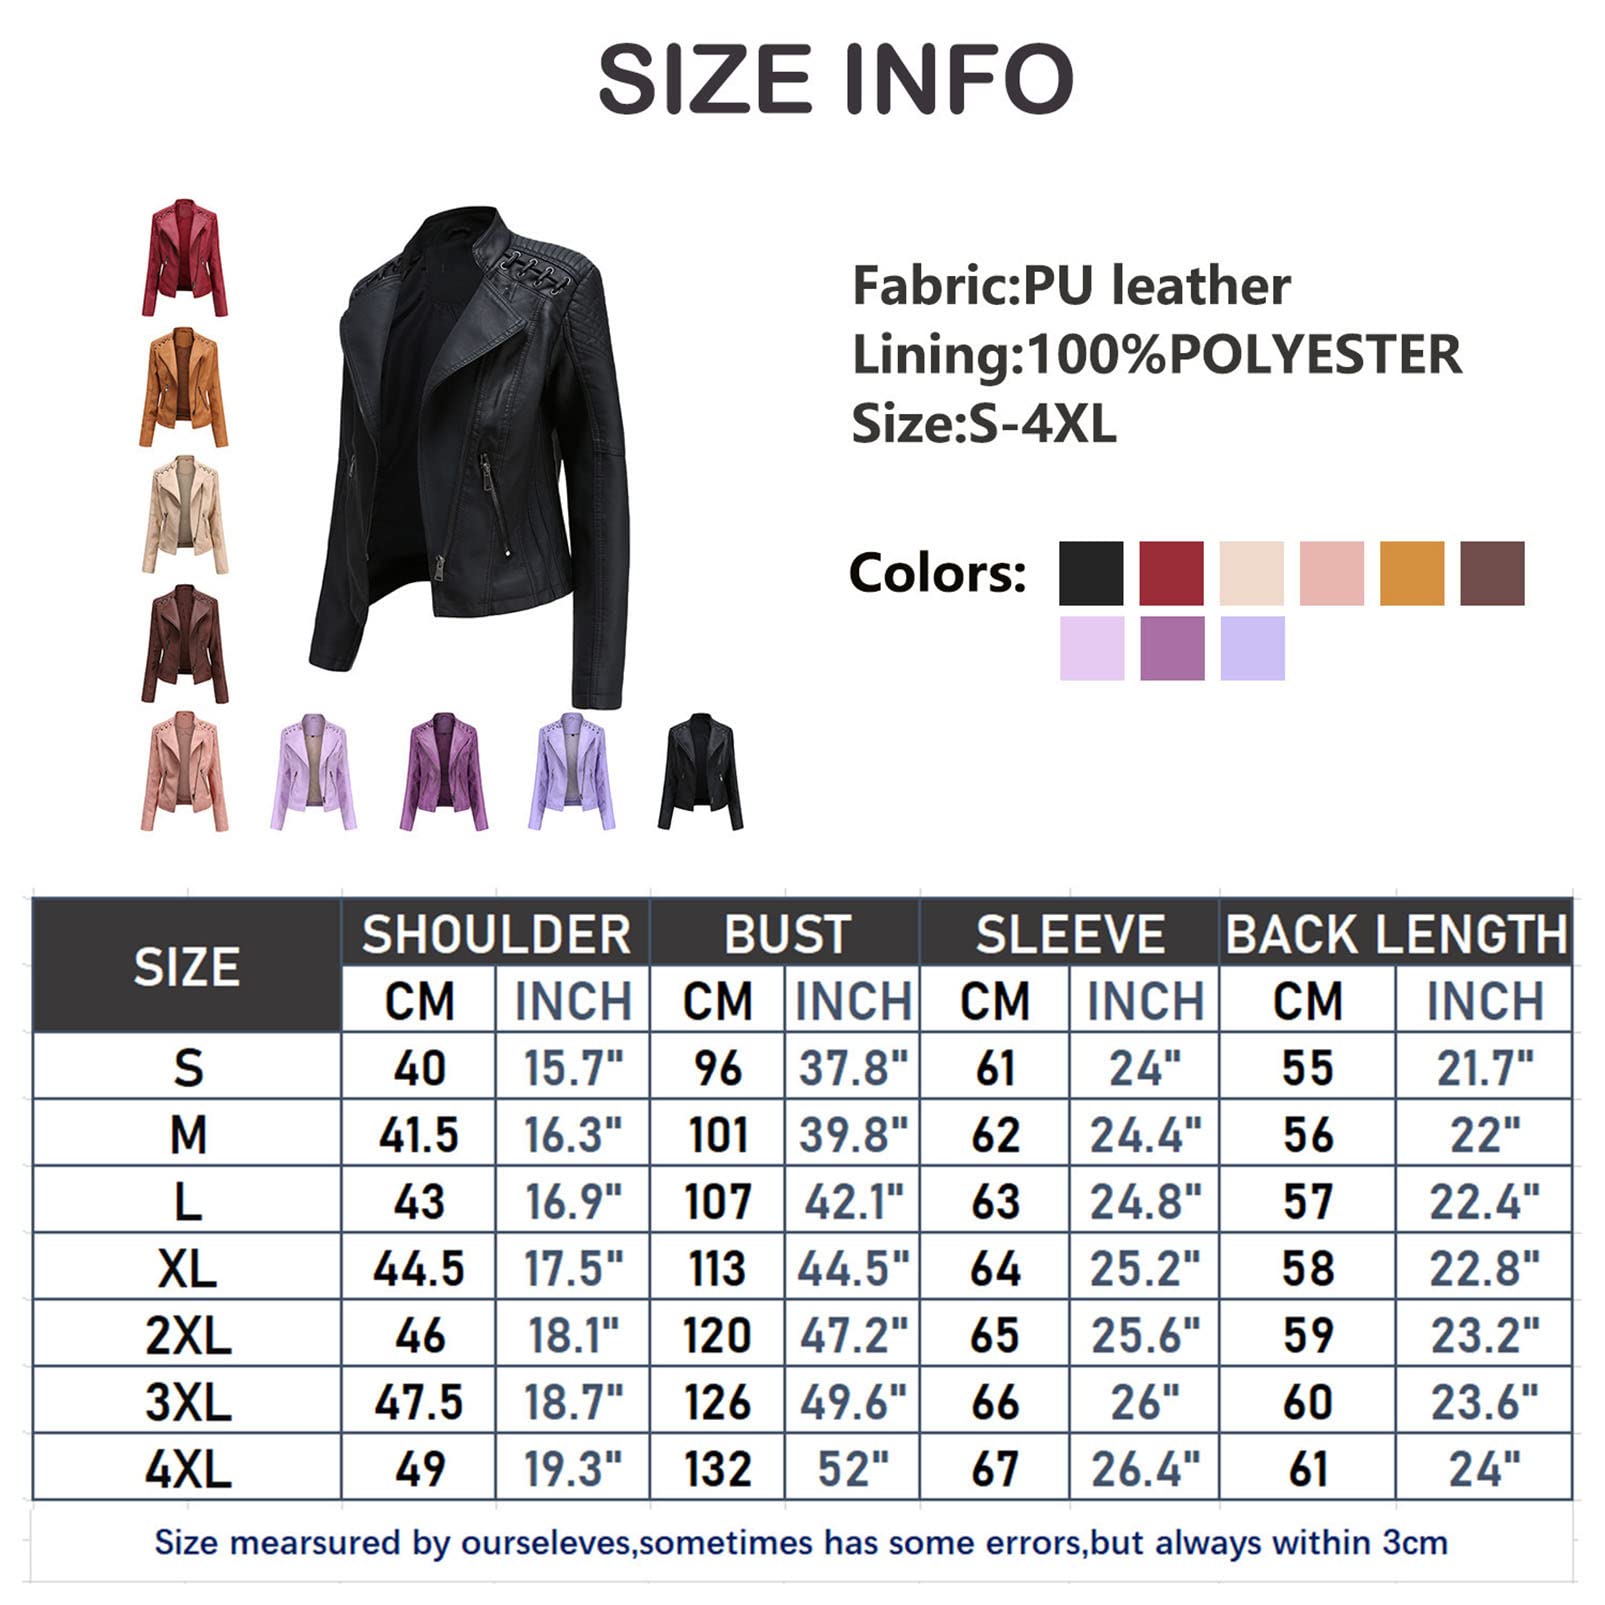 SIZE INFO
Fabric:PU leather
Lining:100%POLYESTER
Size:S-4XL
Colors:
SIZE SHOULDER BUST SLEEVE BACK LENGTH
CM INCH CM INCH CM INCH CM INCH
S 40 15.7" 96 37.8" 61 24" 55 21.7"
M 41.5 16.3" 101 39.8" 62 24.4" 56 22"
L 43 16.9" 107 42.1" 63 24.8" 57 22.4"
XL 44.5 17.5" 113 44.5" 64 25.2" 58 22.8"
2XL 46 18.1" 120 47.2" 65 25.6" 59 23.2"
3XL 47.5 18.7" 126 49.6" 66 26" 60 23.6"
4XL 49 19.3" 132 52" 67 26.4" 61 24"
Size mearsured by ourseleves,sometimes has some errors,but always within 3cm